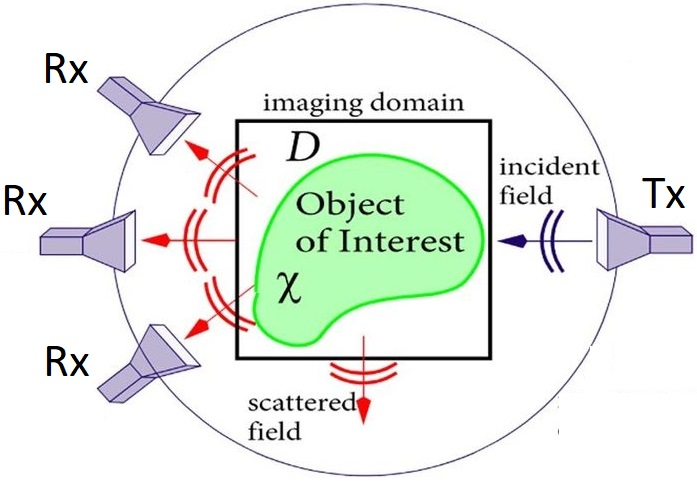 Rx
imaging domain
D
incident
field
Tx
Rx
Object
of Interest
χ
Rx
scattered
field